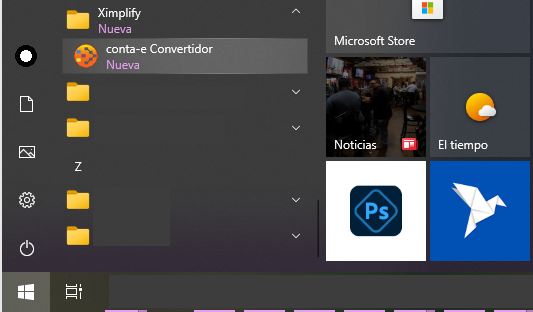 Ximplify
Nueva
conta-e Convertidor
Nueva
Z
Microsoft Store
Noticias
El tiempo
Ps